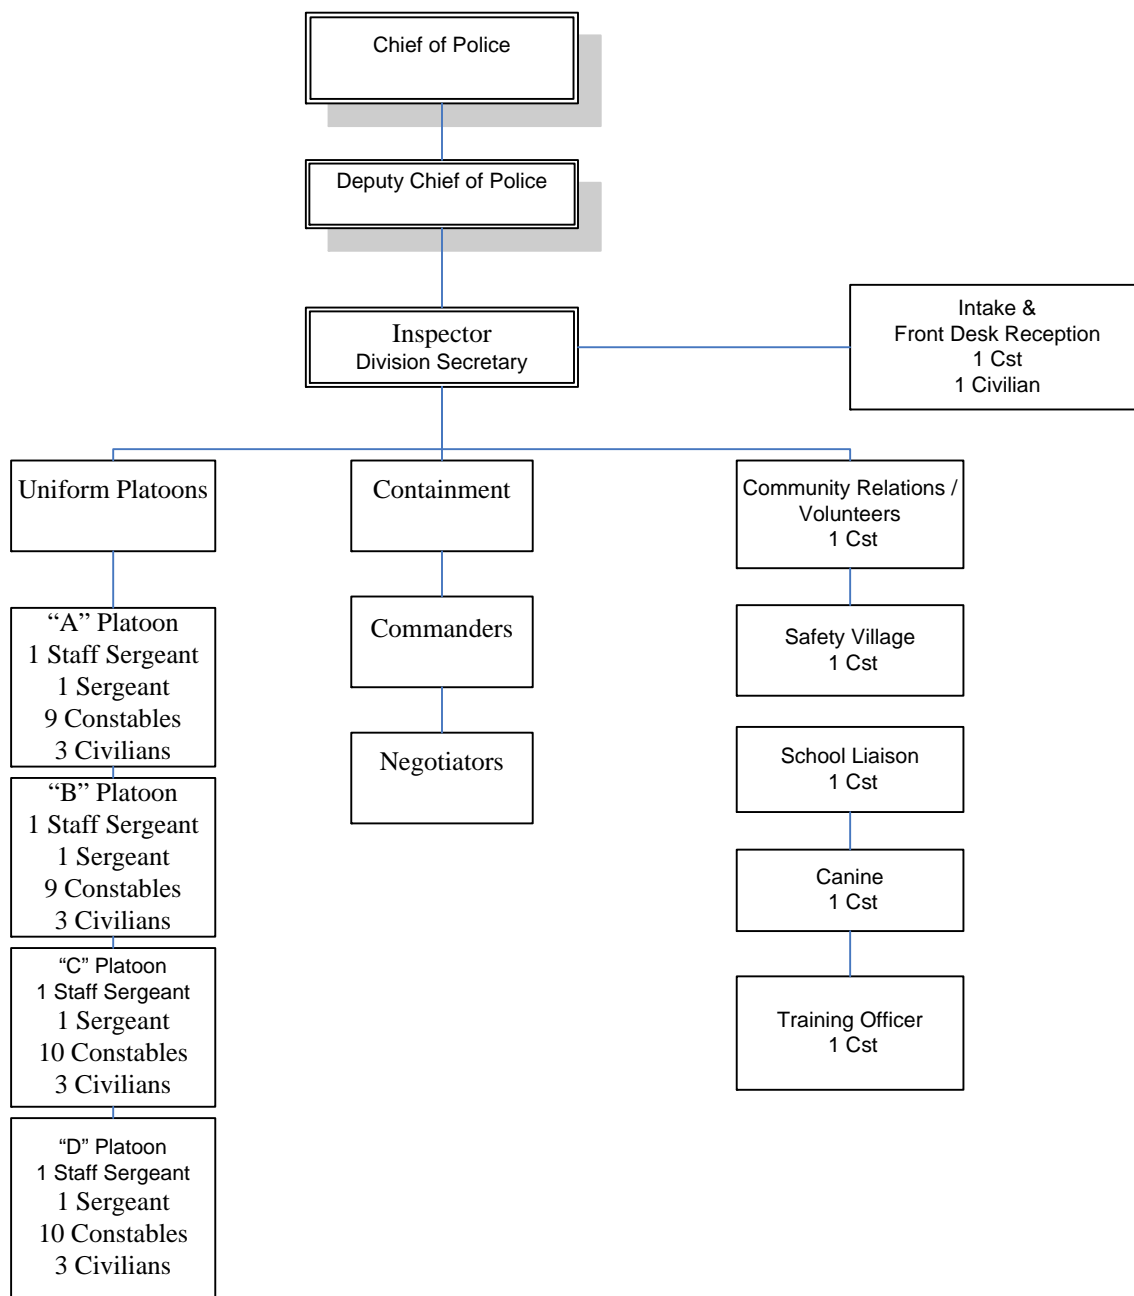 Chief of Police
Deputy Chief of Police
Inspector
Division Secretary
Intake &
Front Desk Reception
1 Cst
1 Civilian
Uniform Platoons
“A” Platoon
1 Staff Sergeant
1 Sergeant
9 Constables
3 Civilians
“B” Platoon
1 Staff Sergeant
1 Sergeant
9 Constables
3 Civilians
“C” Platoon
1 Staff Sergeant
1 Sergeant
10 Constables
3 Civilians
“D” Platoon
1 Staff Sergeant
1 Sergeant
10 Constables
3 Civilians
Containment
Commanders
Negotiators
Community Relations /
Volunteers
1 Cst
Safety Village
1 Cst
School Liaison
1 Cst
Canine
1 Cst
Training Officer
1 Cst